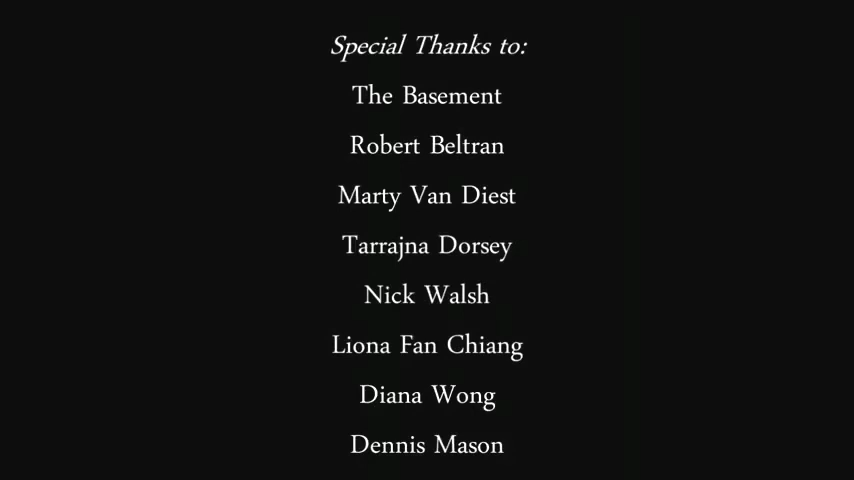 Special Thanks to:
The Basement
Robert Beltran
Marty Van Diest
Tarrajna Dorsey
Nick Walsh
Liona Fan Chiang
Diana Wong
Dennis Mason